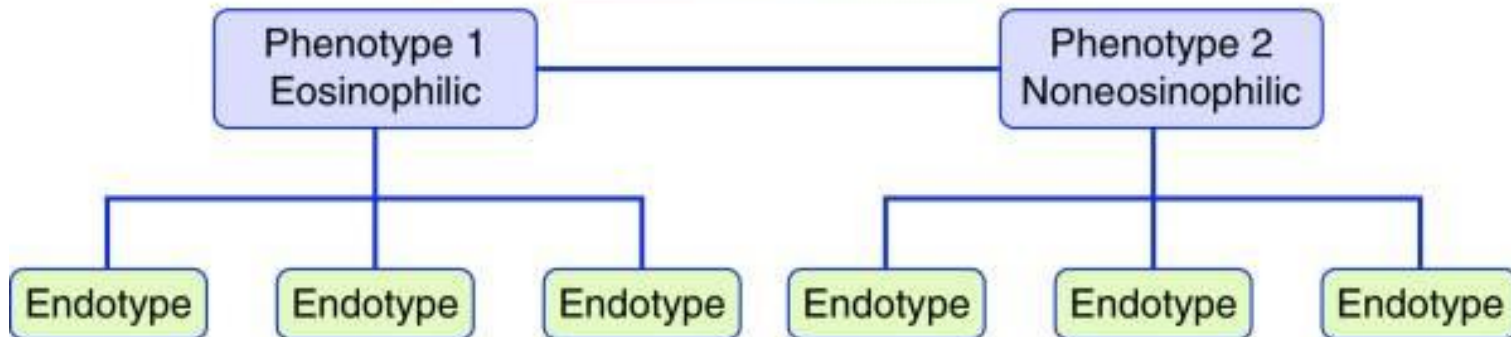 Phenotype 1
Eosinophilic
Phenotype 2
Noneosinophilic
Endotype
Endotype
Endotype
Endotype
Endotype
Endotype